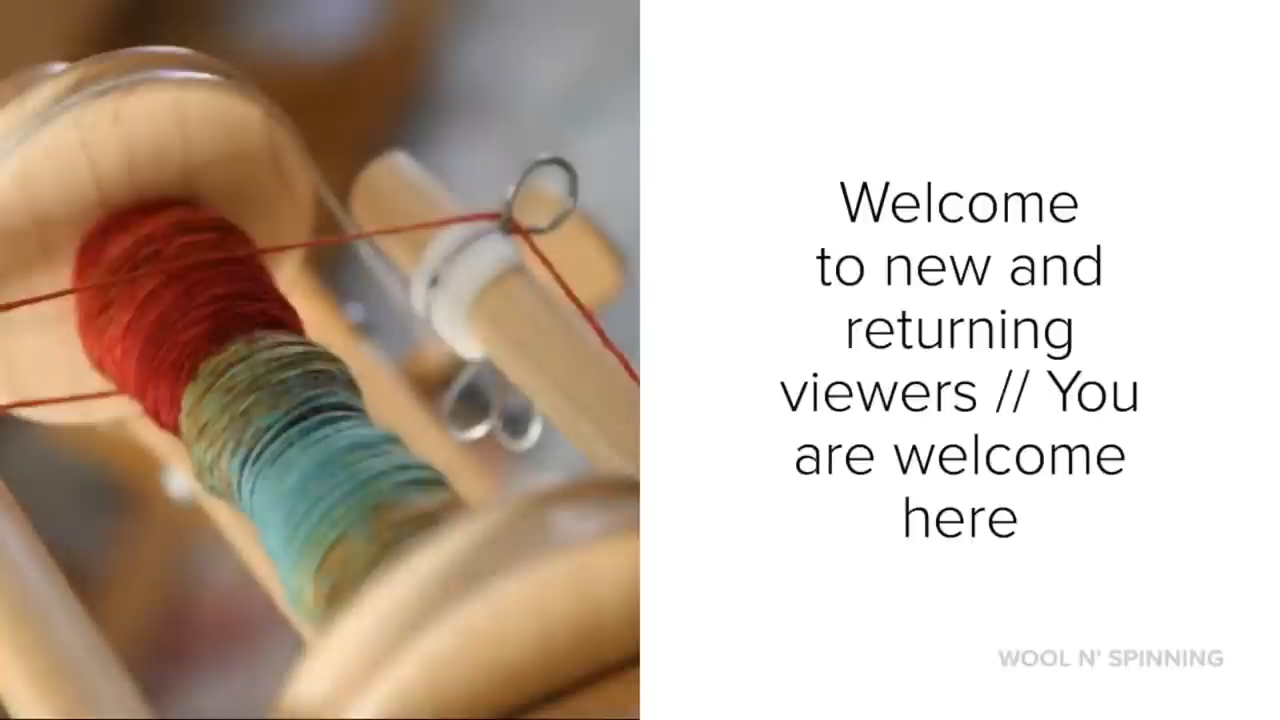 Welcome
to new and
returning
viewers // You
are welcome
here
WOOL N' SPINNING